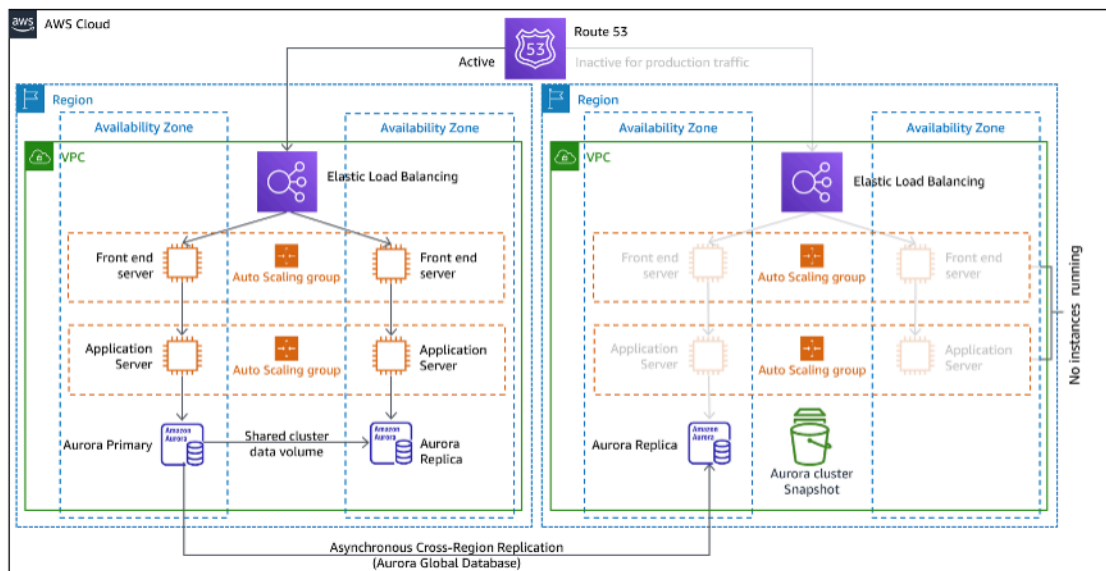 aws
AWS Cloud
Route 53
53
Active
Inactive for production traffic
Region
Availability Zone
Availability Zone
VPC
Elastic Load Balancing
Front end
server
Auto Scaling group
Front end
server
Application
Server
Auto Scaling group
Application
Server
Aurora Primary
Amazon
Aurora
Shared cluster
data volume
Amazon
Aurora
Aurora
Replica
Region
Availability Zone
Availability Zone
VPC
Elastic Load Balancing
Front end
server
Auto Scaling group
Front end
server
Application
Server
Auto Scaling group
Application
Server
No instances running
Aurora Replica
Amazon
Aurora
Aurora cluster
Snapshot
Asynchronous Cross-Region Replication
(Aurora Global Database)